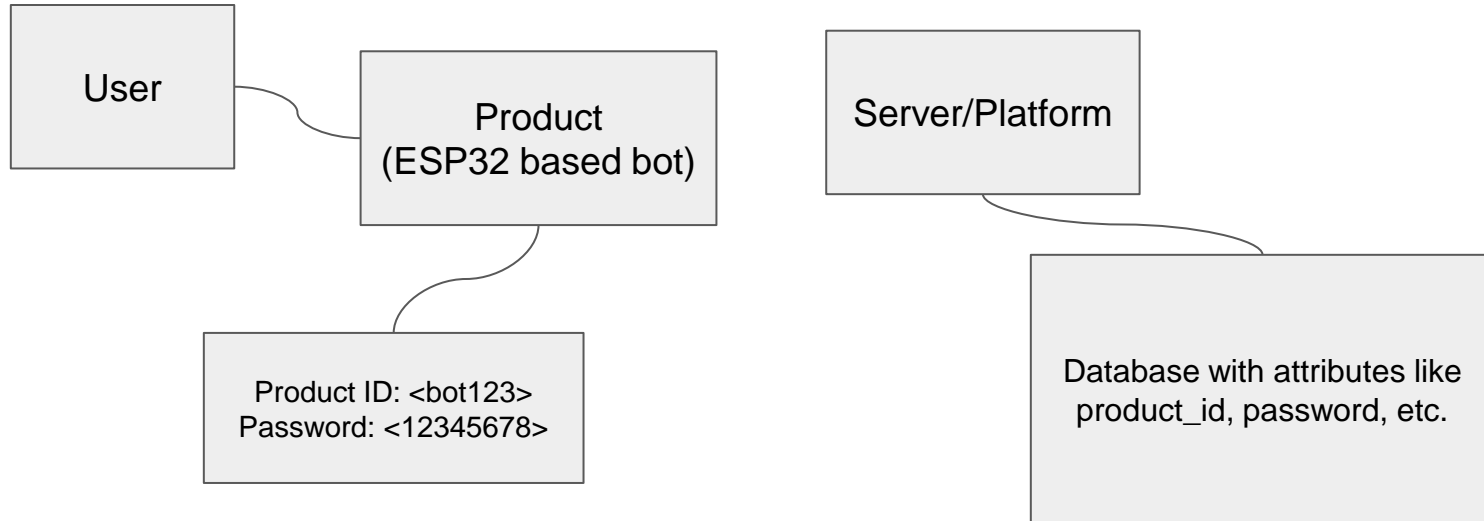 User
Product
(ESP32 based bot)
Server/Platform
Product ID: <bot123>
Password: <12345678>
Database with attributes like
product_id, password, etc.